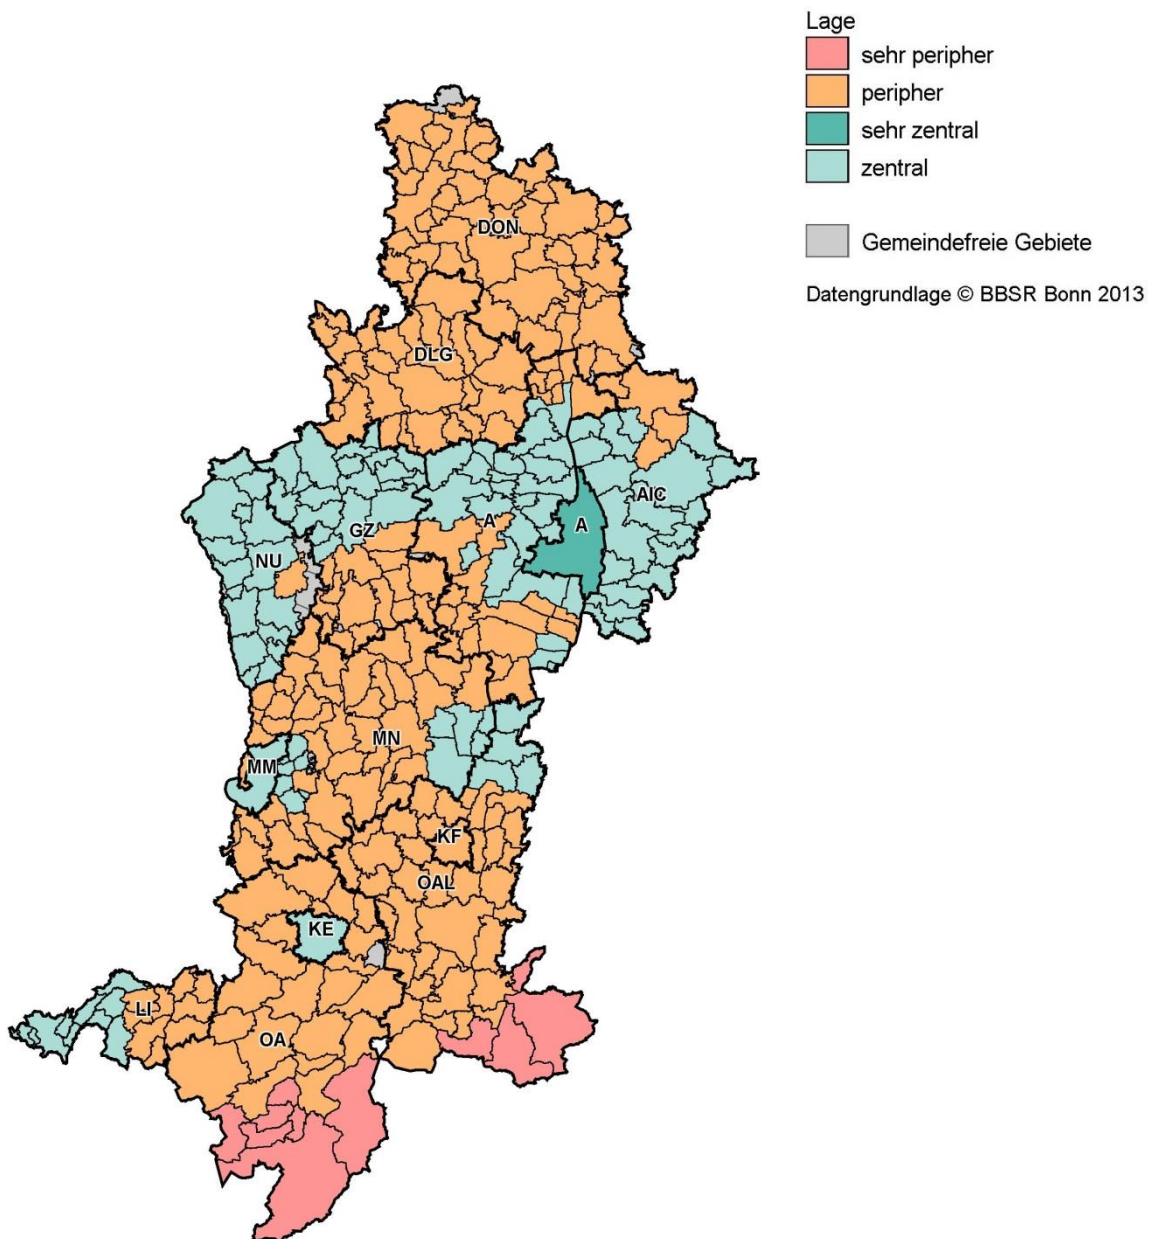 Lage
sehr peripher
peripher
sehr zentral
zentral
Gemeindefreie Gebiete
Datengrundlage © BBSR Bonn 2013
DON
DLG
AIC
A
A
GZ
NU
MN
MM
KF
OAL
KE
LI
OA